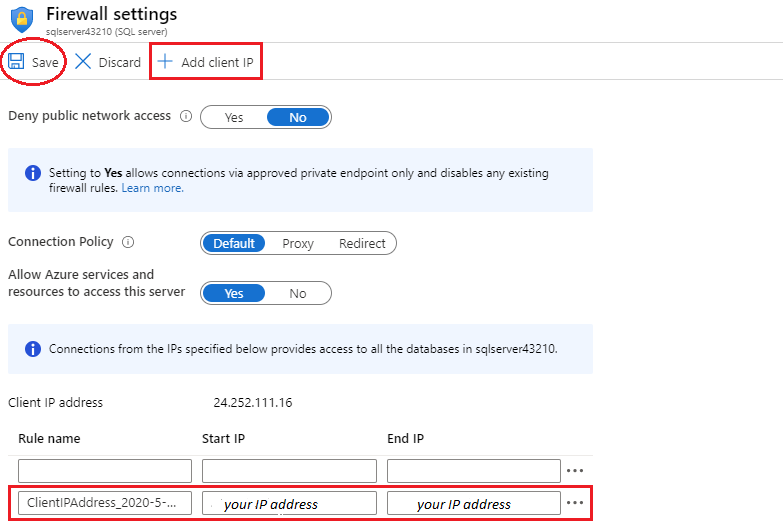 Firewall settings
sqlserver43210 (SQL server)
Save Discard Add client IP
Deny public network access Yes No
Setting to Yes allows connections via approved private endpoint only and disables any existing
firewall rules. Learn more.
Connection Policy Default Proxy Redirect
Allow Azure services and
resources to access this server Yes No
Connections from the IPs specified below provides access to all the databases in sqlserver43210.
Client IP address 24.252.111.16
Rule name Start IP End IP
ClientIPAddress_2020-5-... your IP address your IP address